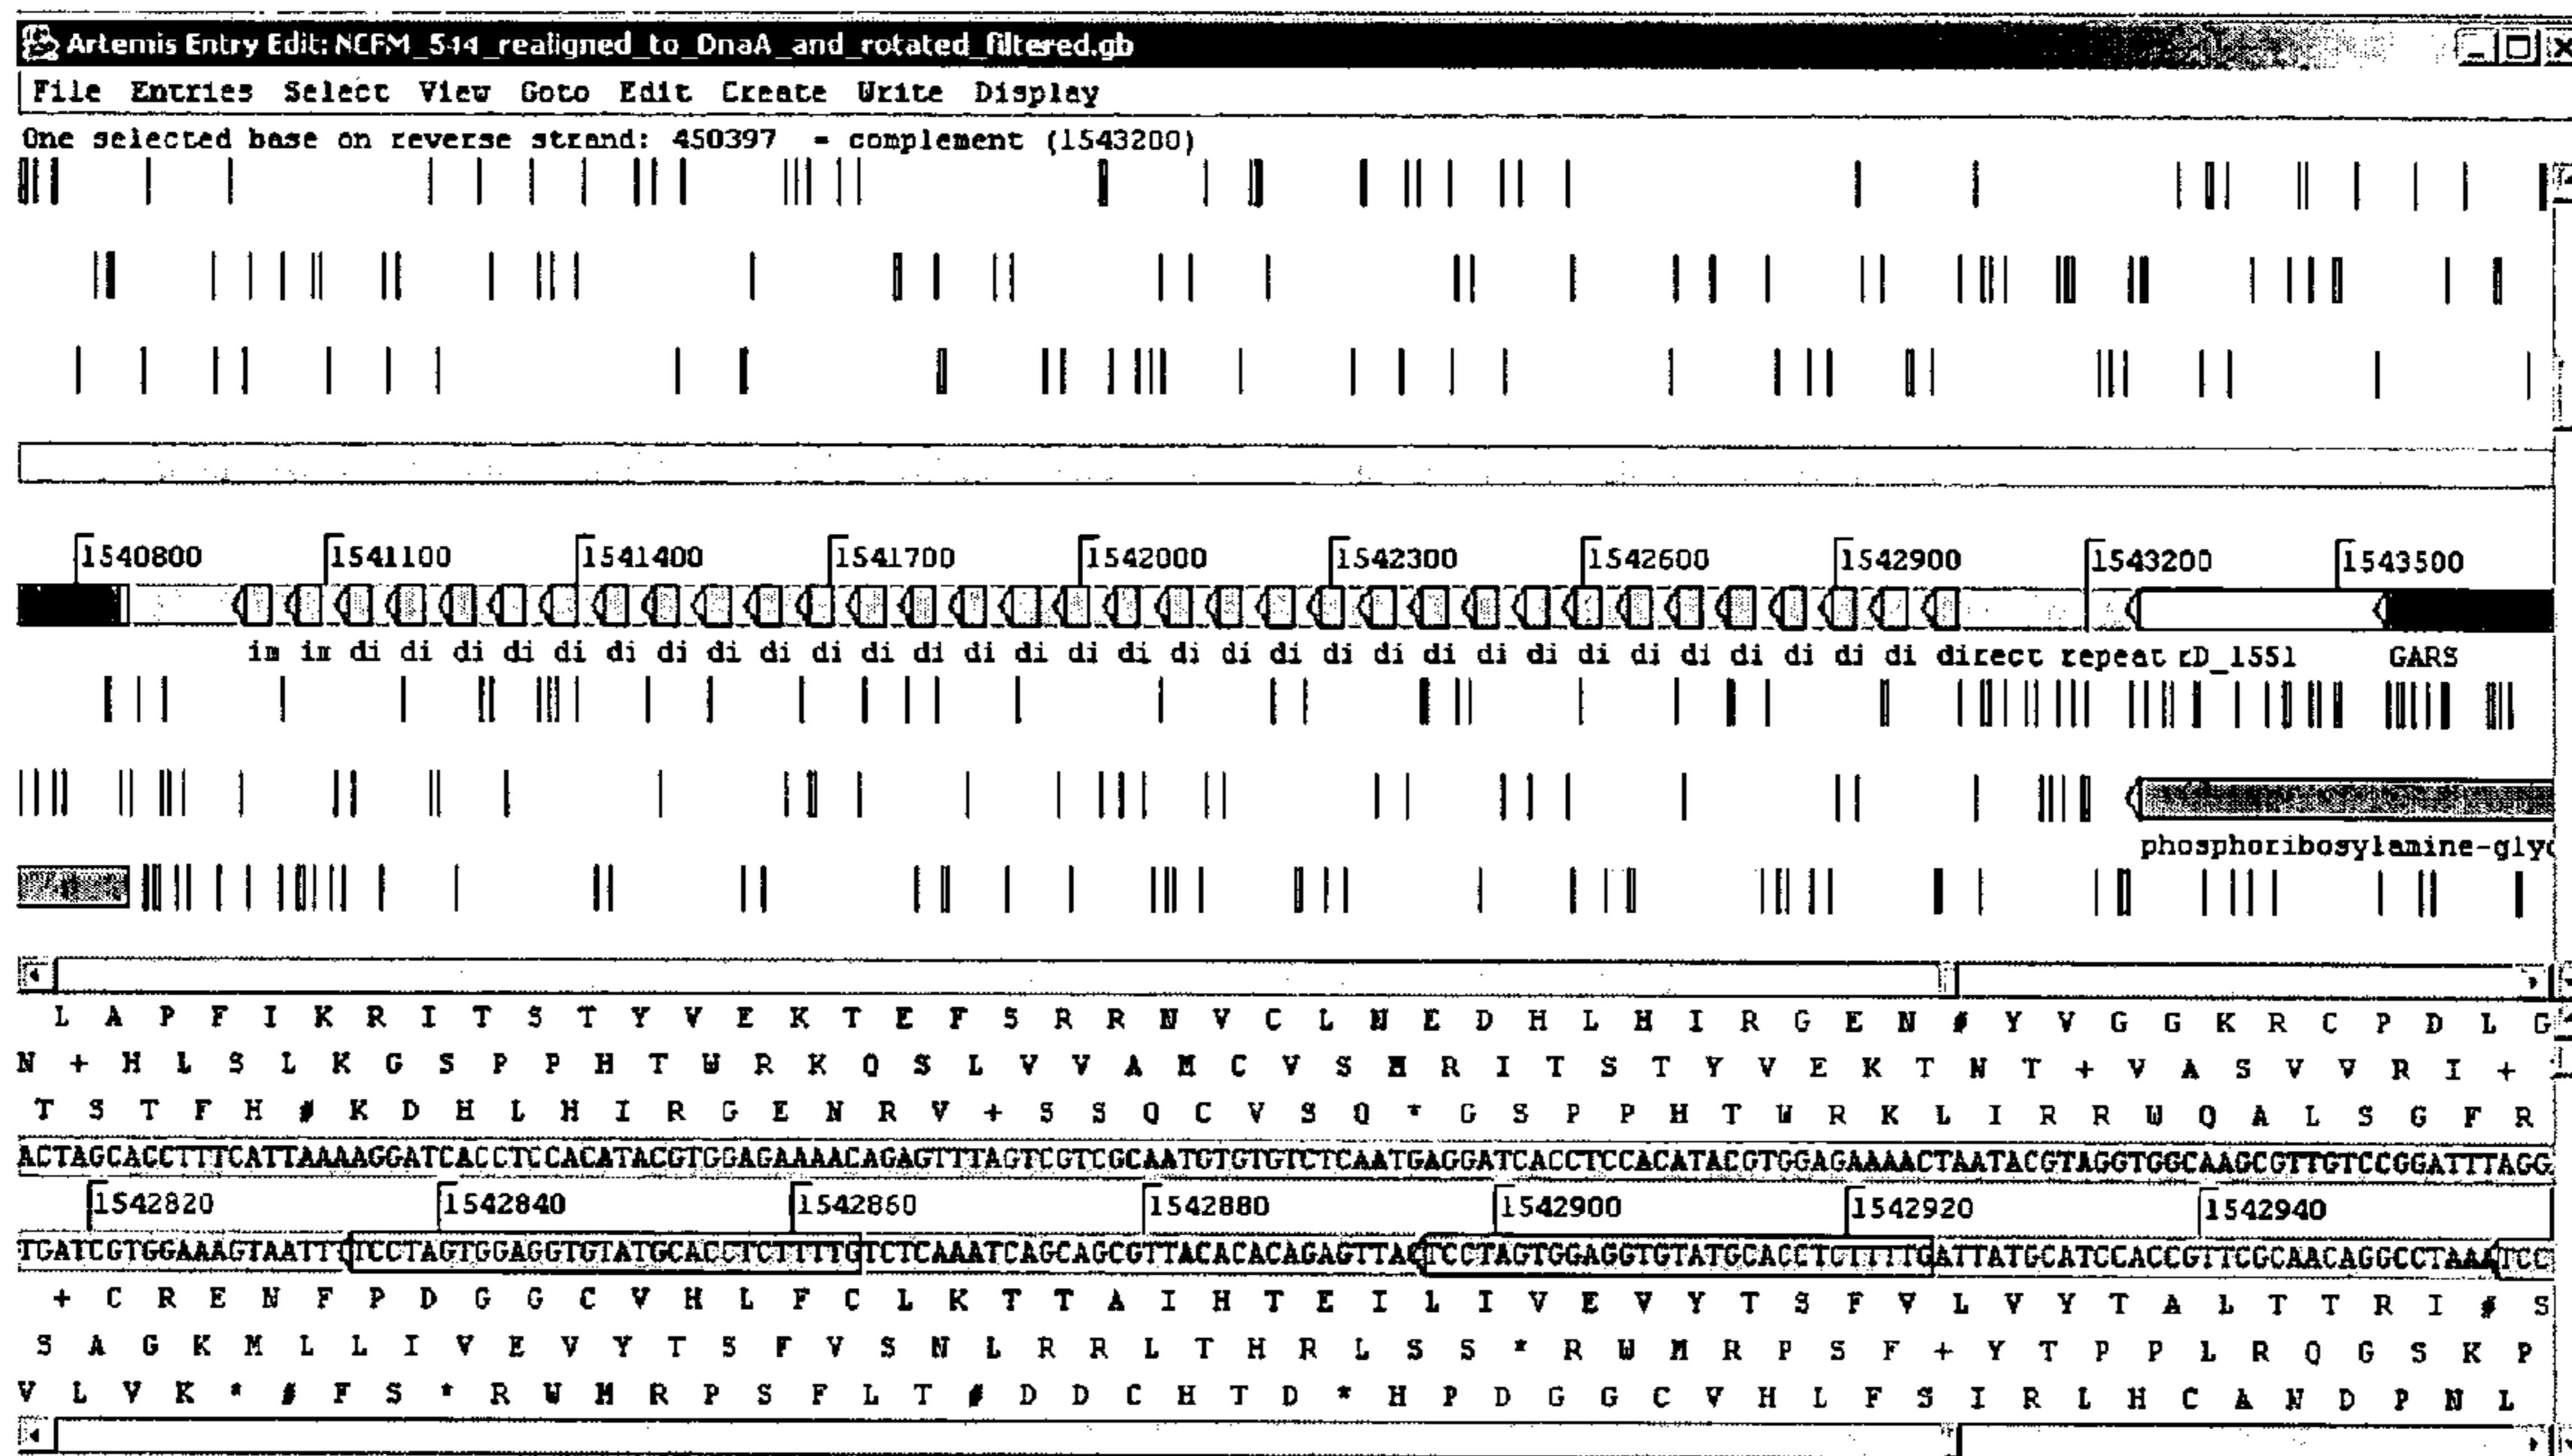 Artemis Entry Edit: NCFM_544_realigned_to_DnaA_and_rotated_filtered.gb
File Entries Select View Goto Edit Create Write Display
One selected base on reverse strand: 450397 = complement (1543200)
1540800 1541100 1541400 1541700 1542000 1542300 1542600 1542900 1543200 1543500
in in di di di di di di di di di di di di di di di di di di di di di di di di di di di di di di di direct repeat rD_1551 GARS
phosphoribosylamine-glyc
L A P F I K R I T S T Y V E K T E F S R R N V C L N E D H L H I R G E N # Y V G G K R C P D L G
N + H L S L K G S P P H T W R K Q S L V V A M C V S M R I T S T Y V E K T N T + V A S V V R I +
T S T F H # K D H L H I R G E N R V + S S Q C V S Q * G S P P H T W R K L I R R W Q A L S G F R
ACTAGCACCTTTCATTAAAAGGATCACCTCCACATACGTGGAGAAAACAGAGTTTAGTCGTCGCAATGTGTGTCTCAATGAGGATCACCTCCACATACGTGGAGAAAACTAATACGTAGGTGGCAAGCGTTGTCCGGATTTAGG
1542820 1542840 1542860 1542880 1542900 1542920 1542940
TGATCGTGGAAAGTAATTTTCCTAGTGGAGGTGTATGCACCTCTTTTGTCTCAAATCAGCAGCGTTACACACAGAGTTACTCCTAGTGGAGGTGTATGCACCTCTTTTGATTATGCATCCACCGTTCGCAACAGGCCTAAATCC
+ C R E N F P D G G C V H L F C L K T T A I H T E I L I V E V Y T S F V L V Y T A L T T R I # S
S A G K M L L I V E V Y T S F V S N L R R L T H R L S S * R W M R P S F + Y T P P L R Q G S K P
V L V K * # F S * R W M R P S F L T # D D C H T D * H P D G G C V H L F S I R L H C A N D P N L